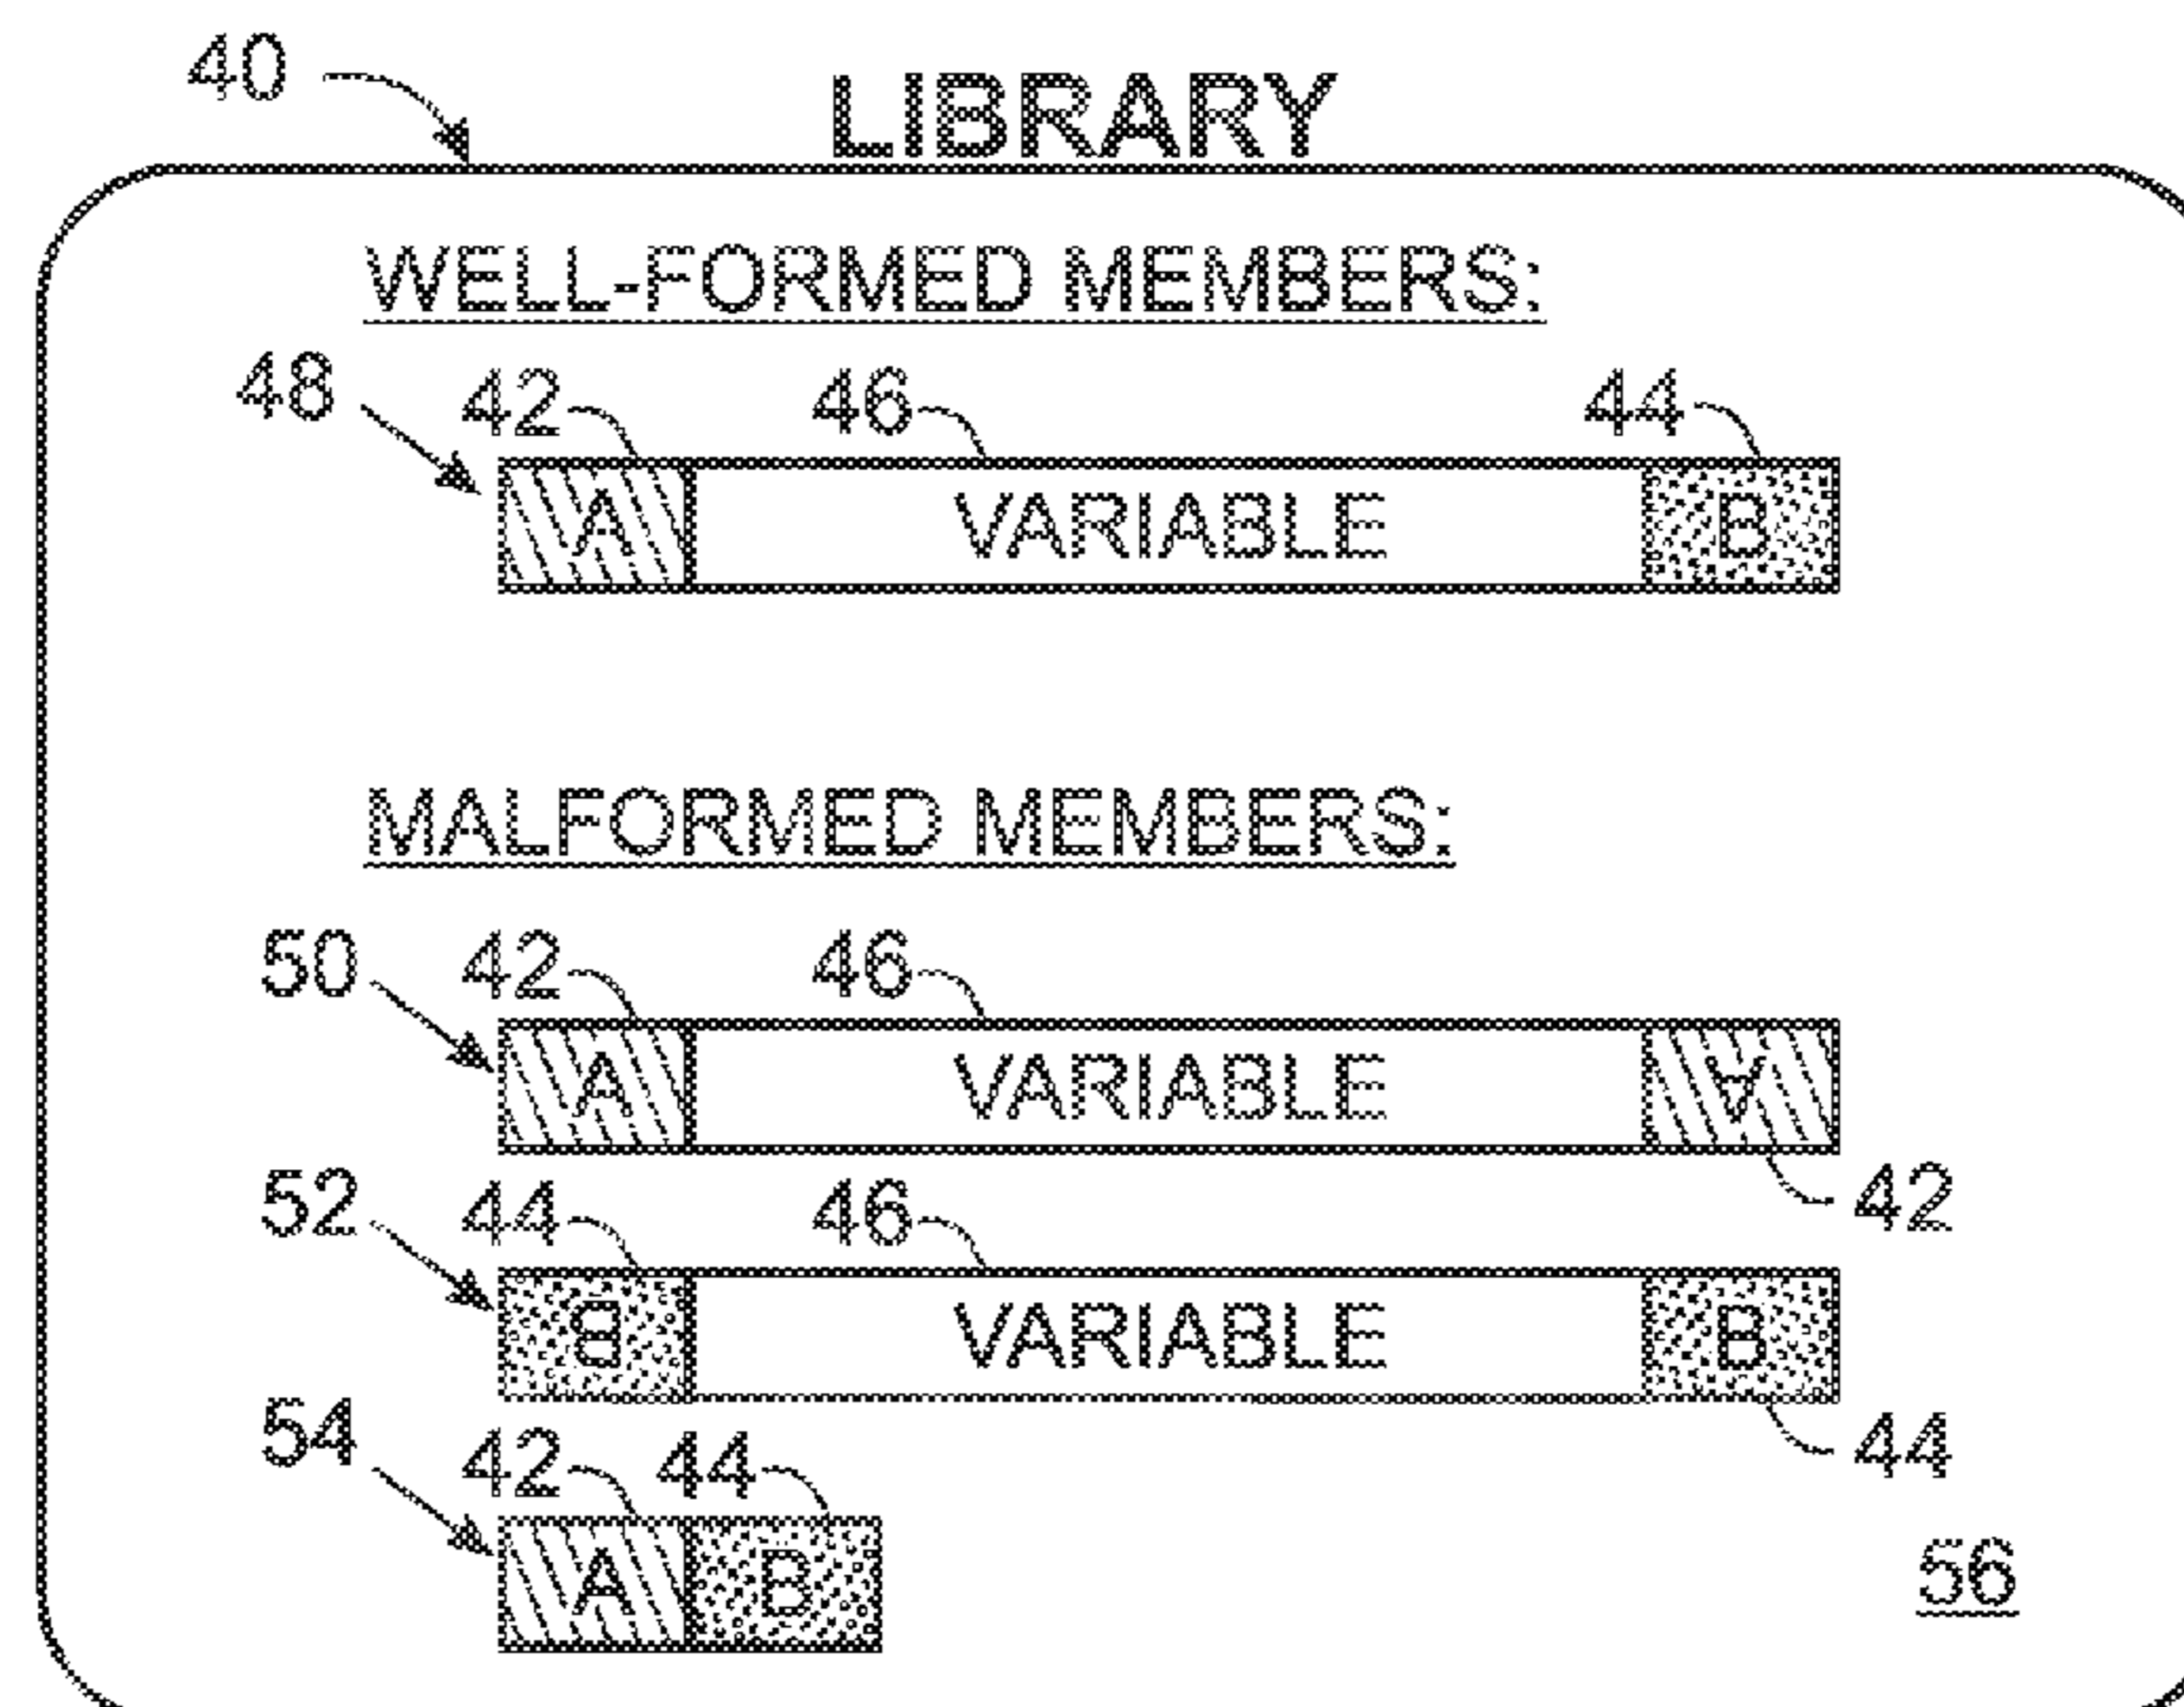 40
LIBRARY
WELL-FORMED MEMBERS:
48 42 46 44
A VARIABLE B
MALFORMED MEMBERS:
50 42 46
A VARIABLE A
42
52 44 46
B VARIABLE B
44
54 42 44
A B
56